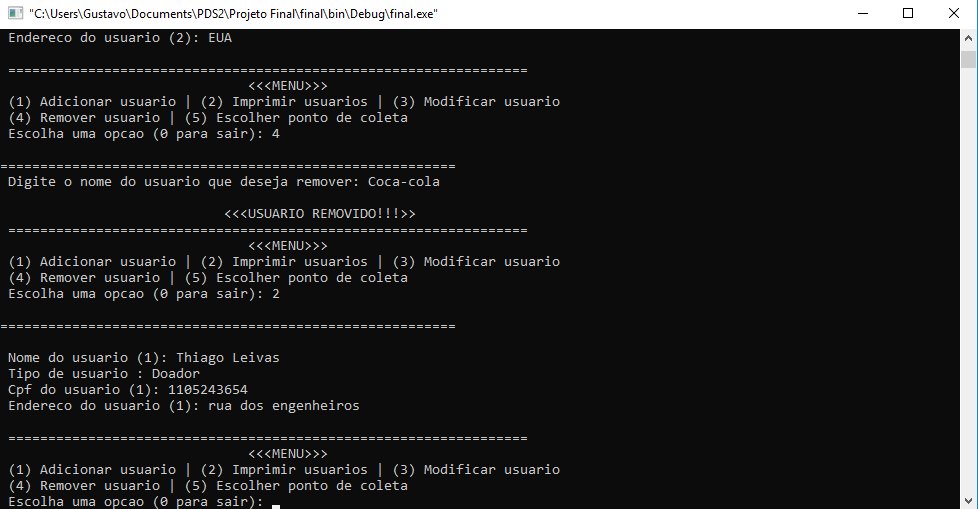 "C:\Users\Gustavo\Documents\PDS2\Projeto Final\final\bin\Debug\final.exe"
Endereco do usuario (2): EUA
=================================================================
<<<MENU>>>
(1) Adicionar usuario | (2) Imprimir usuarios | (3) Modificar usuario
(4) Remover usuario | (5) Escolher ponto de coleta
Escolha uma opcao (0 para sair): 4
=========================================================
Digite o nome do usuario que deseja remover: Coca-cola
<<<USUARIO REMOVIDO!!!>>
=================================================================
<<<MENU>>>
(1) Adicionar usuario | (2) Imprimir usuarios | (3) Modificar usuario
(4) Remover usuario | (5) Escolher ponto de coleta
Escolha uma opcao (0 para sair): 2
=========================================================
Nome do usuario (1): Thiago Leivas
Tipo de usuario : Doador
Cpf do usuario (1): 1105243654
Endereco do usuario (1): rua dos engenheiros
=================================================================
<<<MENU>>>
(1) Adicionar usuario | (2) Imprimir usuarios | (3) Modificar usuario
(4) Remover usuario | (5) Escolher ponto de coleta
Escolha uma opcao (0 para sair):